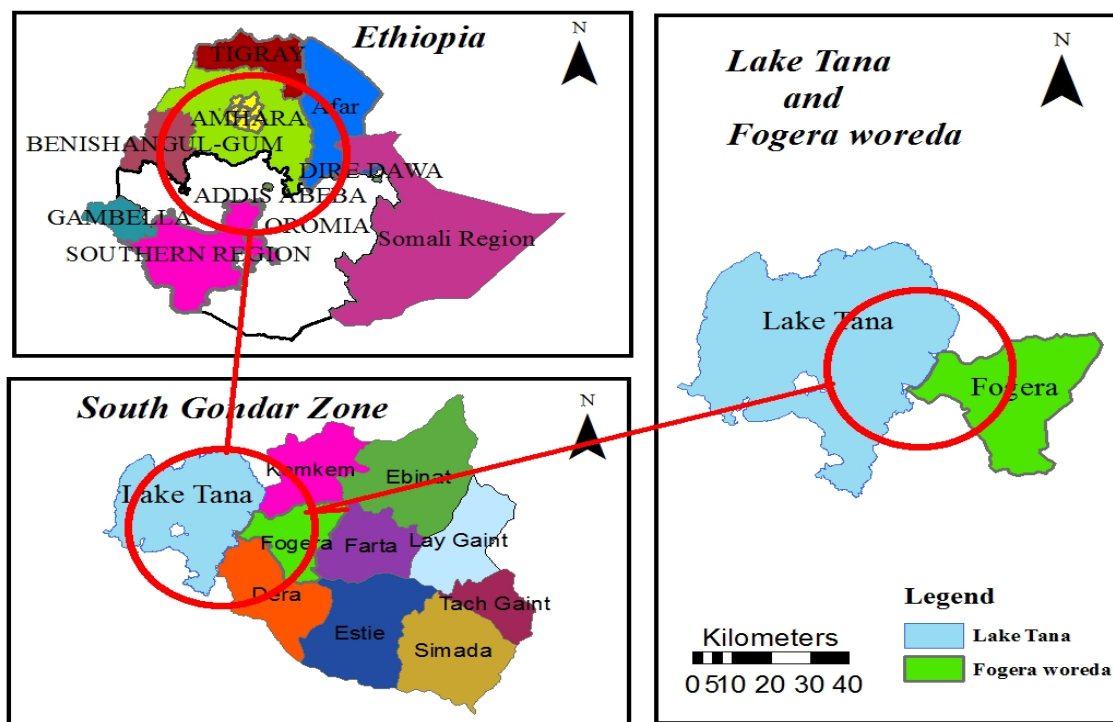 Ethiopia
N
TIGRAY
AMHARA
Afar
BENISHANGUL-GUM
DIRE-DAWA
ADDIS ABEBA
GAMBELLA
OROMIA
SOUTHERN REGION
Somali Region
South Gondar Zone
N
Komkem
Ebinat
Lake Tana
Fogera
Farta
Lay Gaint
Dera
Estie
Tach Gaint
Simada
Lake Tana
and
Fogera woreda
N
Lake Tana
Fogera
Legend
Lake Tana
Fogera woreda
Kilometers
0 5 10 20 30 40